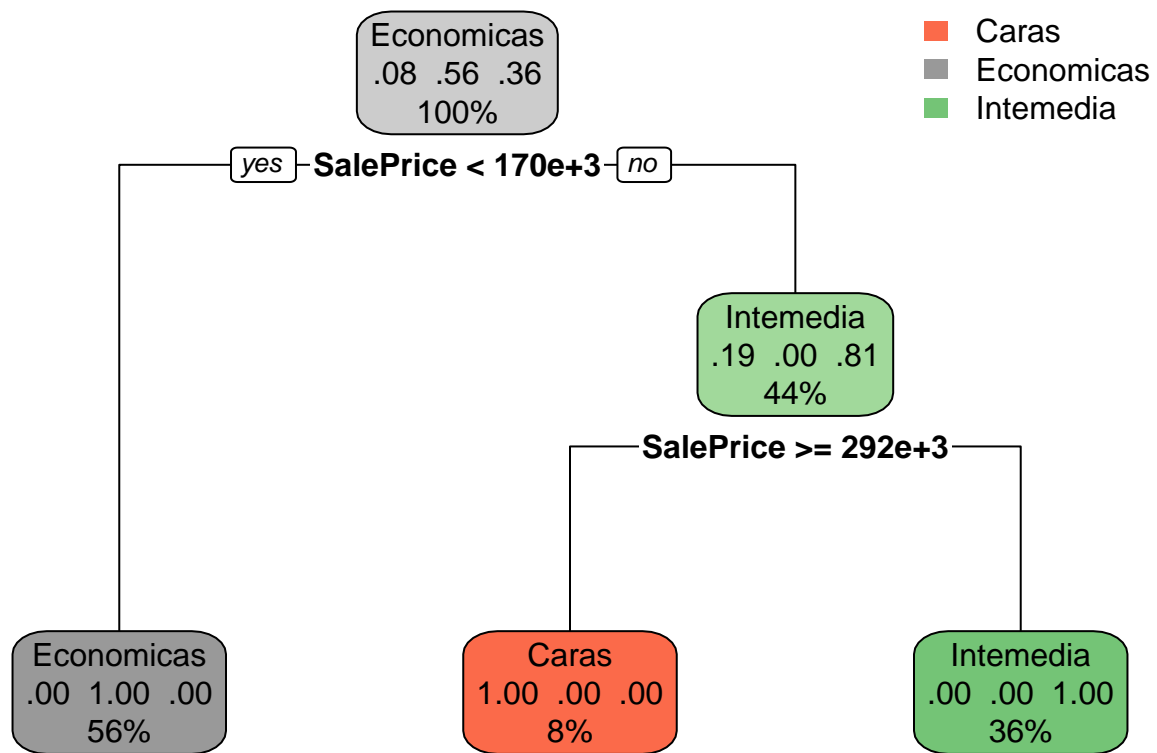 Economicas
.08 .56 .36
100%
Caras
Economicas
Intemedia
yes SalePrice < 170e+3 no
Intemedia
.19 .00 .81
44%
SalePrice >= 292e+3
Economicas
.00 1.00 .00
56%
Caras
1.00 .00 .00
8%
Intemedia
.00 .00 1.00
36%